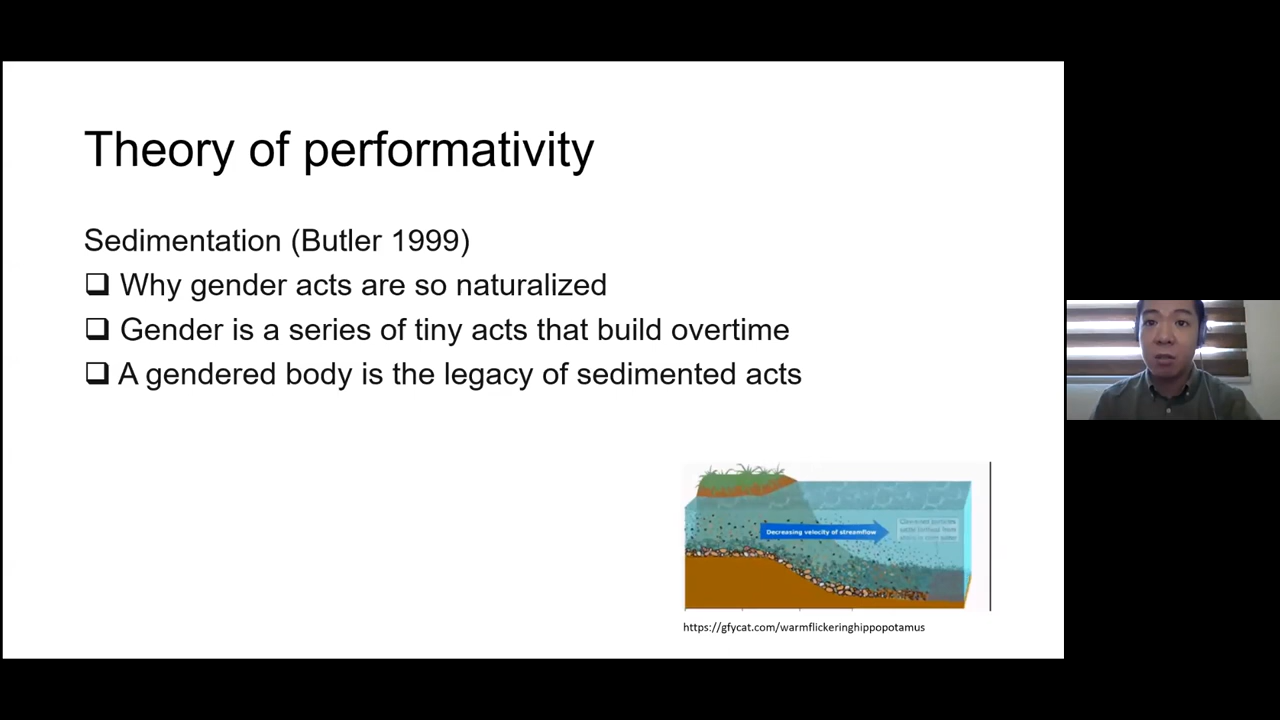 Theory of performativity
Sedimentation (Butler 1999)
❑ Why gender acts are so naturalized
❑ Gender is a series of tiny acts that build overtime
❑ A gendered body is the legacy of sedimented acts
Decreasing velocity of streamflow
https://gfycat.com/warmflickeringhippopotamus